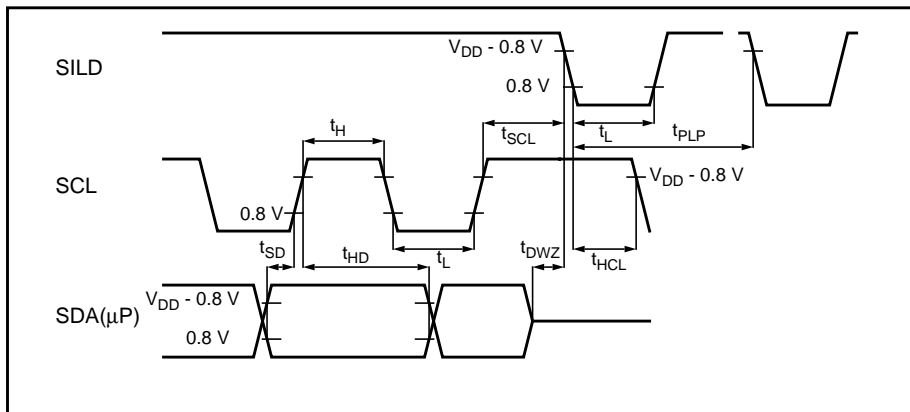 SILD
V_DD - 0.8 V
0.8 V
t_H
t_SCL
t_L
t_PLP
SCL
V_DD - 0.8 V
0.8 V
t_SD
t_HD
t_L
t_DWZ
t_HCL
SDA(μP)
V_DD - 0.8 V
0.8 V